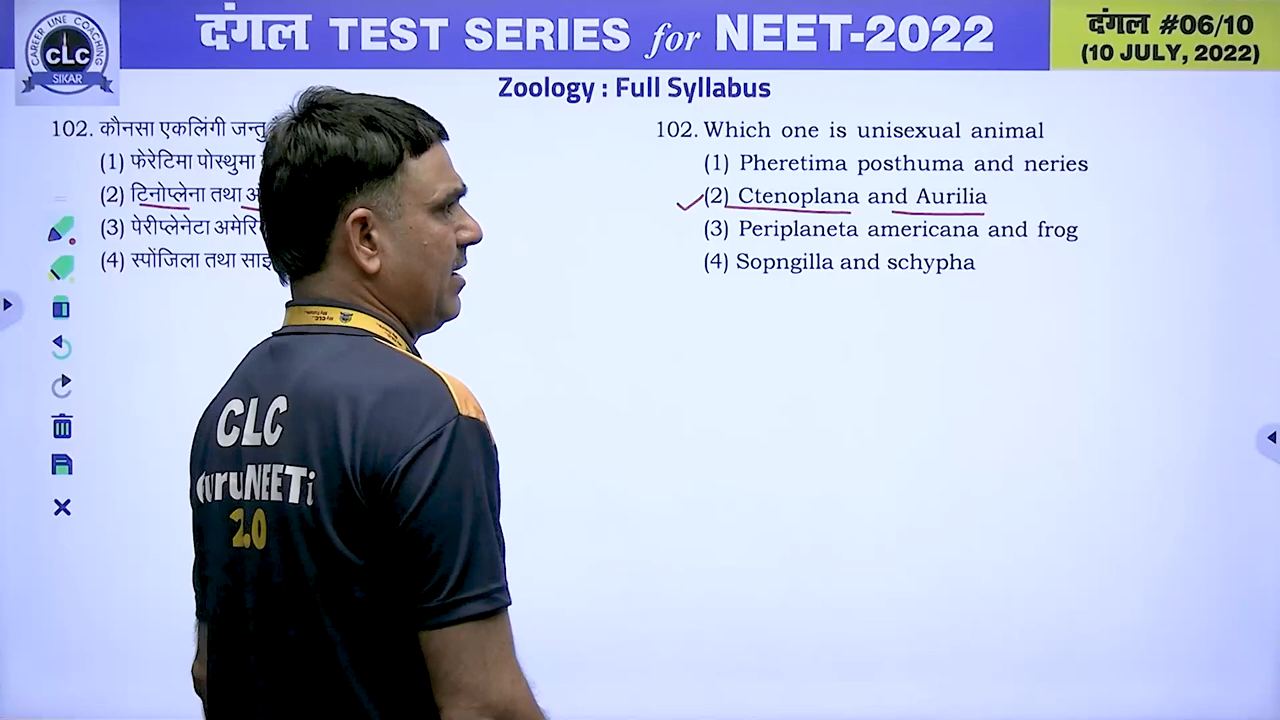 CAREER LINE COACHING
CLC
SIKAR
दंगल TEST SERIES for NEET-2022
दंगल #06/10
(10 JULY, 2022)
Zoology : Full Syllabus
102. कौनसा एकलिंगी जन्तु
(1) फेरेटिमा पोस्थुमा
(2) टिनोप्लेना तथा
(3) पेरीप्लेनेटा
(4) स्पोंजिला तथा
102. Which one is unisexual animal
(1) Pheretima posthuma and neries
(2) Ctenoplana and Aurilia
(3) Periplaneta americana and frog
(4) Sopngilla and schypha
CLC
NEETi
2.0